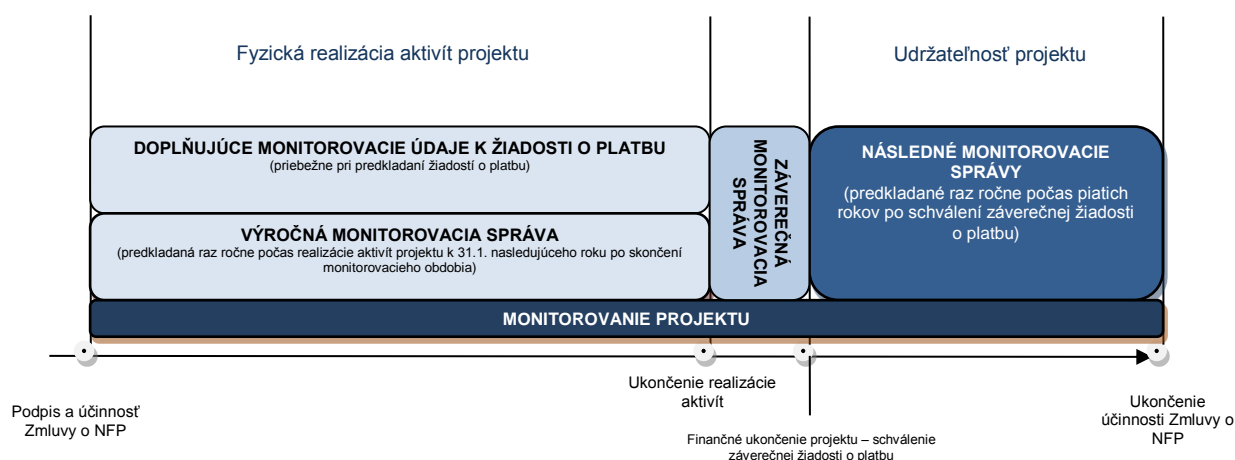 Fyzická realizácia aktivít projektu
Udržateľnosť projektu
DOPLŇUJÚCE MONITOROVACIE ÚDAJE K ŽIADOSTI O PLATBU
(priebežne pri predkladaní žiadostí o platbu)
VÝROČNÁ MONITOROVACIA SPRÁVA
(predkladaná raz ročne počas realizácie aktivít projektu k 31.1. nasledujúceho roku po skončení
monitorovacieho obdobia)
ZÁVEREČNÁ
MONITOROVACIA
SPRÁVA
NÁSLEDNÉ MONITOROVACIE
SPRÁVY
(predkladané raz ročne počas piatich
rokov po schválení záverečnej žiadosti
o platbu)
MONITOROVANIE PROJEKTU
Podpis a účinnosť
Zmluvy o NFP
Ukončenie realizácie
aktivít
Finančné ukončenie projektu – schválenie
záverečnej žiadosti o platbu
Ukončenie
účinnosti Zmluvy o
NFP